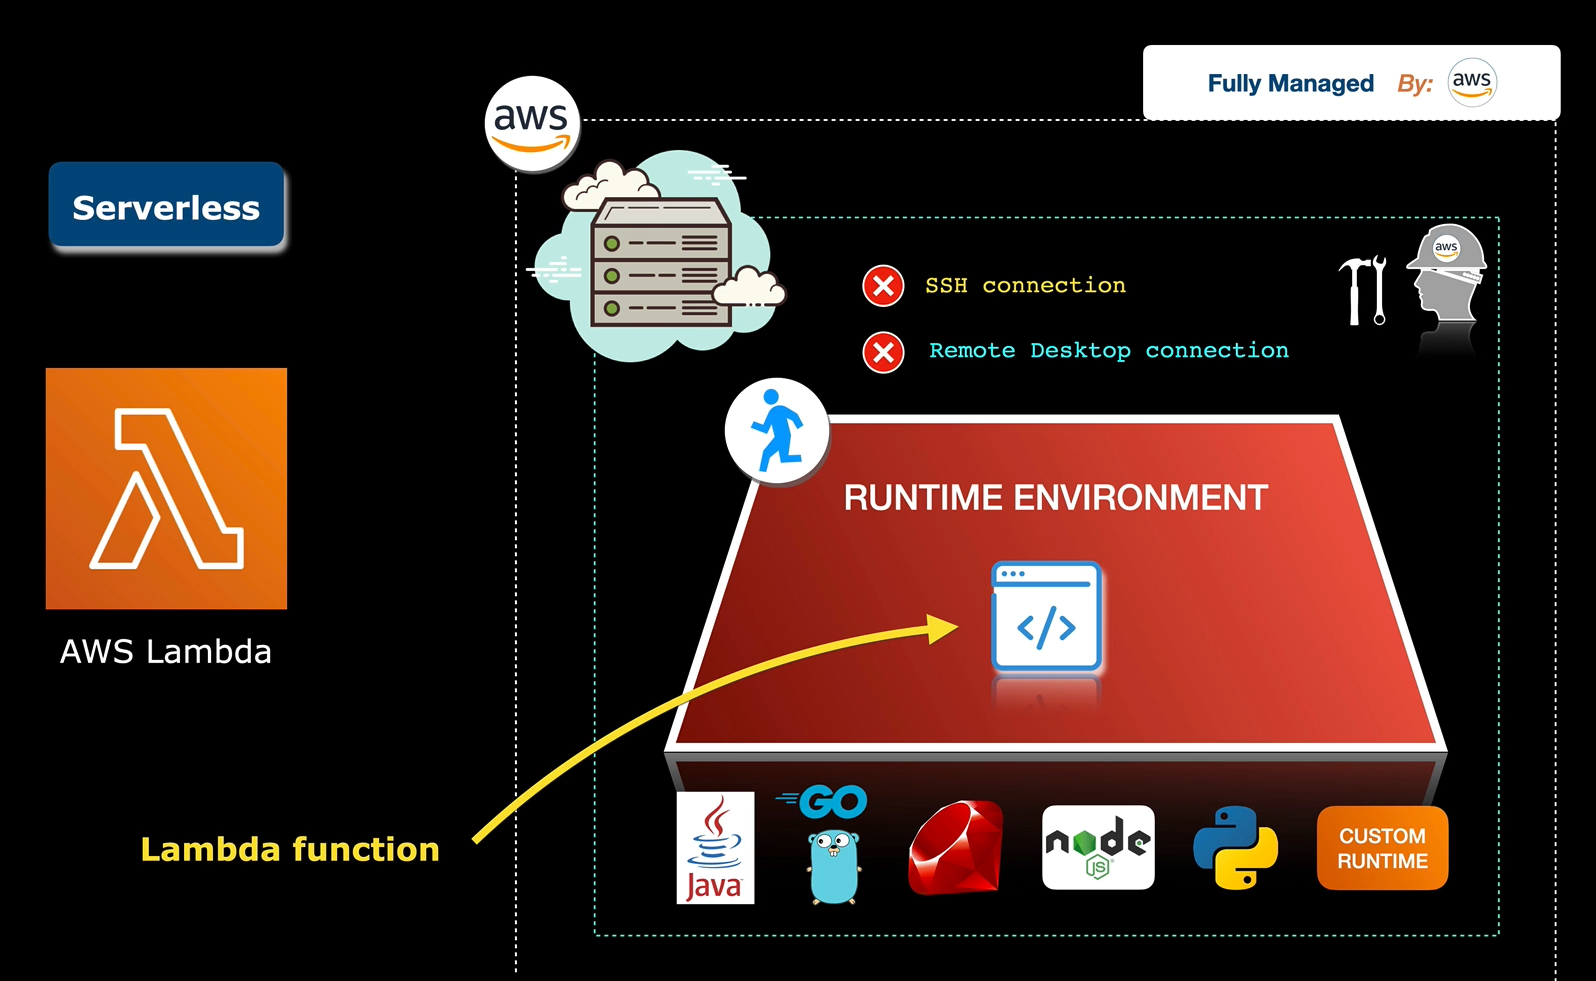 Fully Managed By: aws
aws
Serverless
aws
SSH connection
Remote Desktop connection
RUNTIME ENVIRONMENT
</>
AWS Lambda
Lambda function
Java
GO
node
JS
CUSTOM
RUNTIME